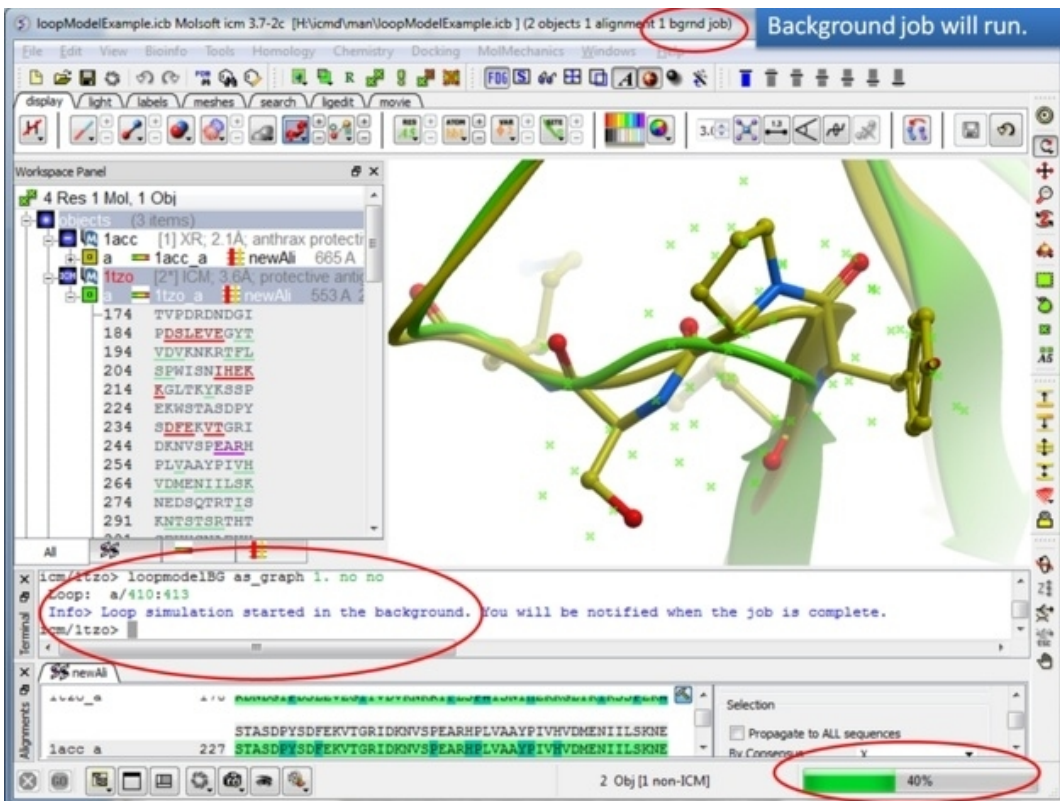 loopModelExample.icb Molsoft icm 3.7-2c [H:\icmd\man\loopModelExample.icb ] (2 objects 1 alignment 1 bgrnd job)
Background job will run.
File Edit View Bioinfo Tools Homology Chemistry Docking MolMechanics Windows Help
display light labels meshes search ligedit movie
Workspace Panel
4 Res 1 Mol, 1 Obj
objects (3 items)
1acc [1] XR; 2.1Å; anthrax protecti
a 1acc_a newAli 665 A
1tzo [2*] ICM; 3.6Å; protective antig
a 1tzo_a newAli 553 A 2
174 TVPDRDNDGI
184 PDSLEVEGYT
194 VDVKNKRTFL
204 SPWISNIHEK
214 KGLTKYKSSP
224 EKWSTASDPY
234 SDFEKVTGRI
244 DKNVSPEARH
254 PLVAAYPIVH
264 VDMENIILSK
274 NEDSQTRTIS
291 KNTSTSRTHT
All
Terminal
icm/1tzo> loopmodelBG as_graph 1. no no
Loop: a/410:413
Info> Loop simulation started in the background. You will be notified when the job is complete.
icm/1tzo>
Alignments
newAli
STASDPYSDFEKVTGRIDKNVSPEARHPLVAAYPIVHVDMENIILSKNE
1acc a 227 STASDPYSDFEKVTGRIDKNVSPEARHPLVAAYPIVHVDMENIILSKNE
Selection
Propagate to ALL sequences
By Consensus X
2 Obj [1 non-ICM]
40%